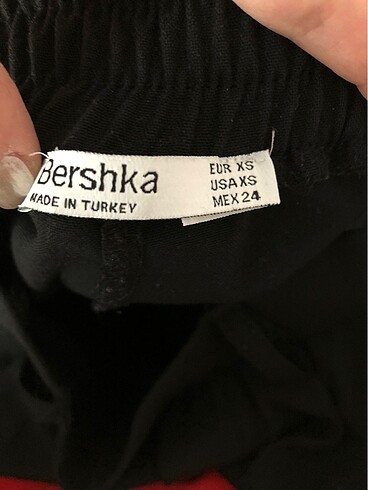 Bershka
MADE IN TURKEY
EUR XS
USA XS
MEX 24